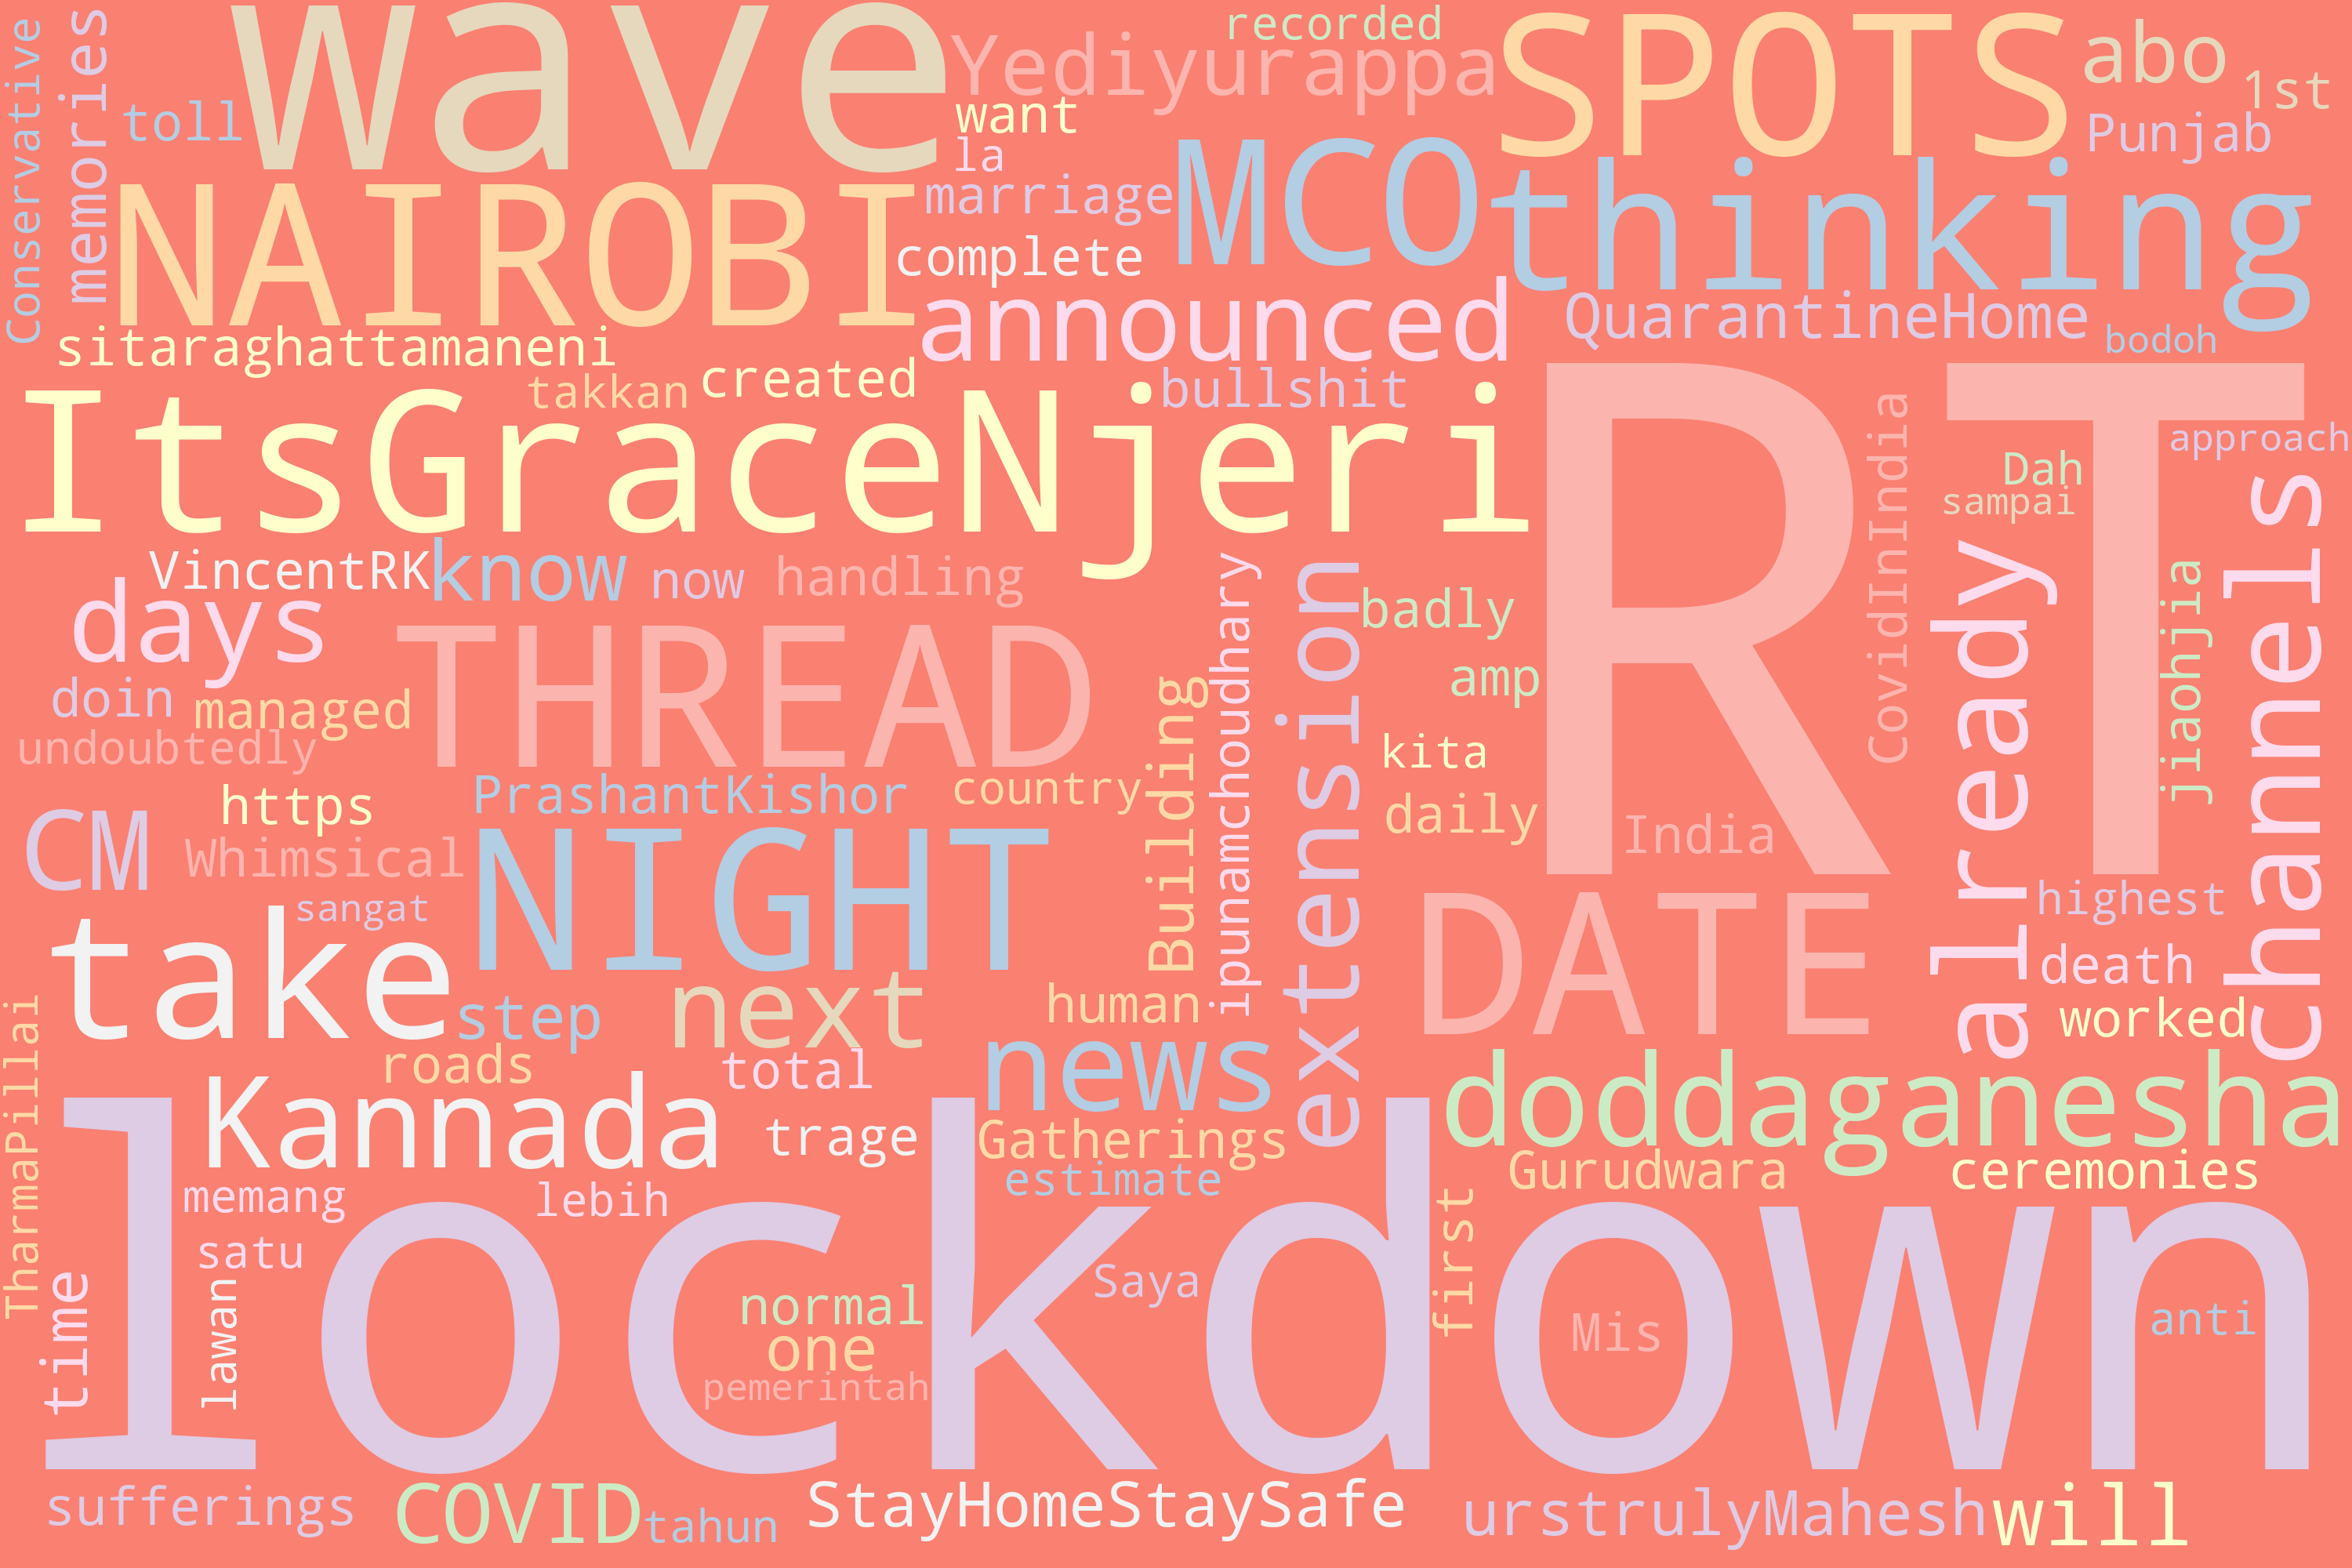 Conservative
memories
toll
wave
recorded
Yediyurappa
want
la
SPOTS
abo
1st
Punjab
NAIROBI
marriage
complete
MCO
thinking
announced
QuarantineHome
bodoh
sitaraghattamaneni
takkan
created
bullshit
ItsGraceNjeri
RT
CovidInIndia
approach
Dah
sampai
VincentRK
know
now
handling
days
doin
managed
undoubtedly
THREAD
Building
ipunamchoudhary
extension
badly
amp
kita
daily
India
already
jiaohjia
channels
https
PrashantKishor
country
CM
Whimsical
sangat
NIGHT
DATE
highest
death
take
step
next
human
worked
TharmaPillai
roads
total
news
Kannada
trage
Gatherings
estimate
doddaganesha
Gurudwara
ceremonies
first
memang
lebih
satu
lawan
time
lockdown
normal
one
pemerintah
Saya
Mis
anti
sufferings
COVID
tahun
StayHomeStaySafe
urstrulyMahesh
will